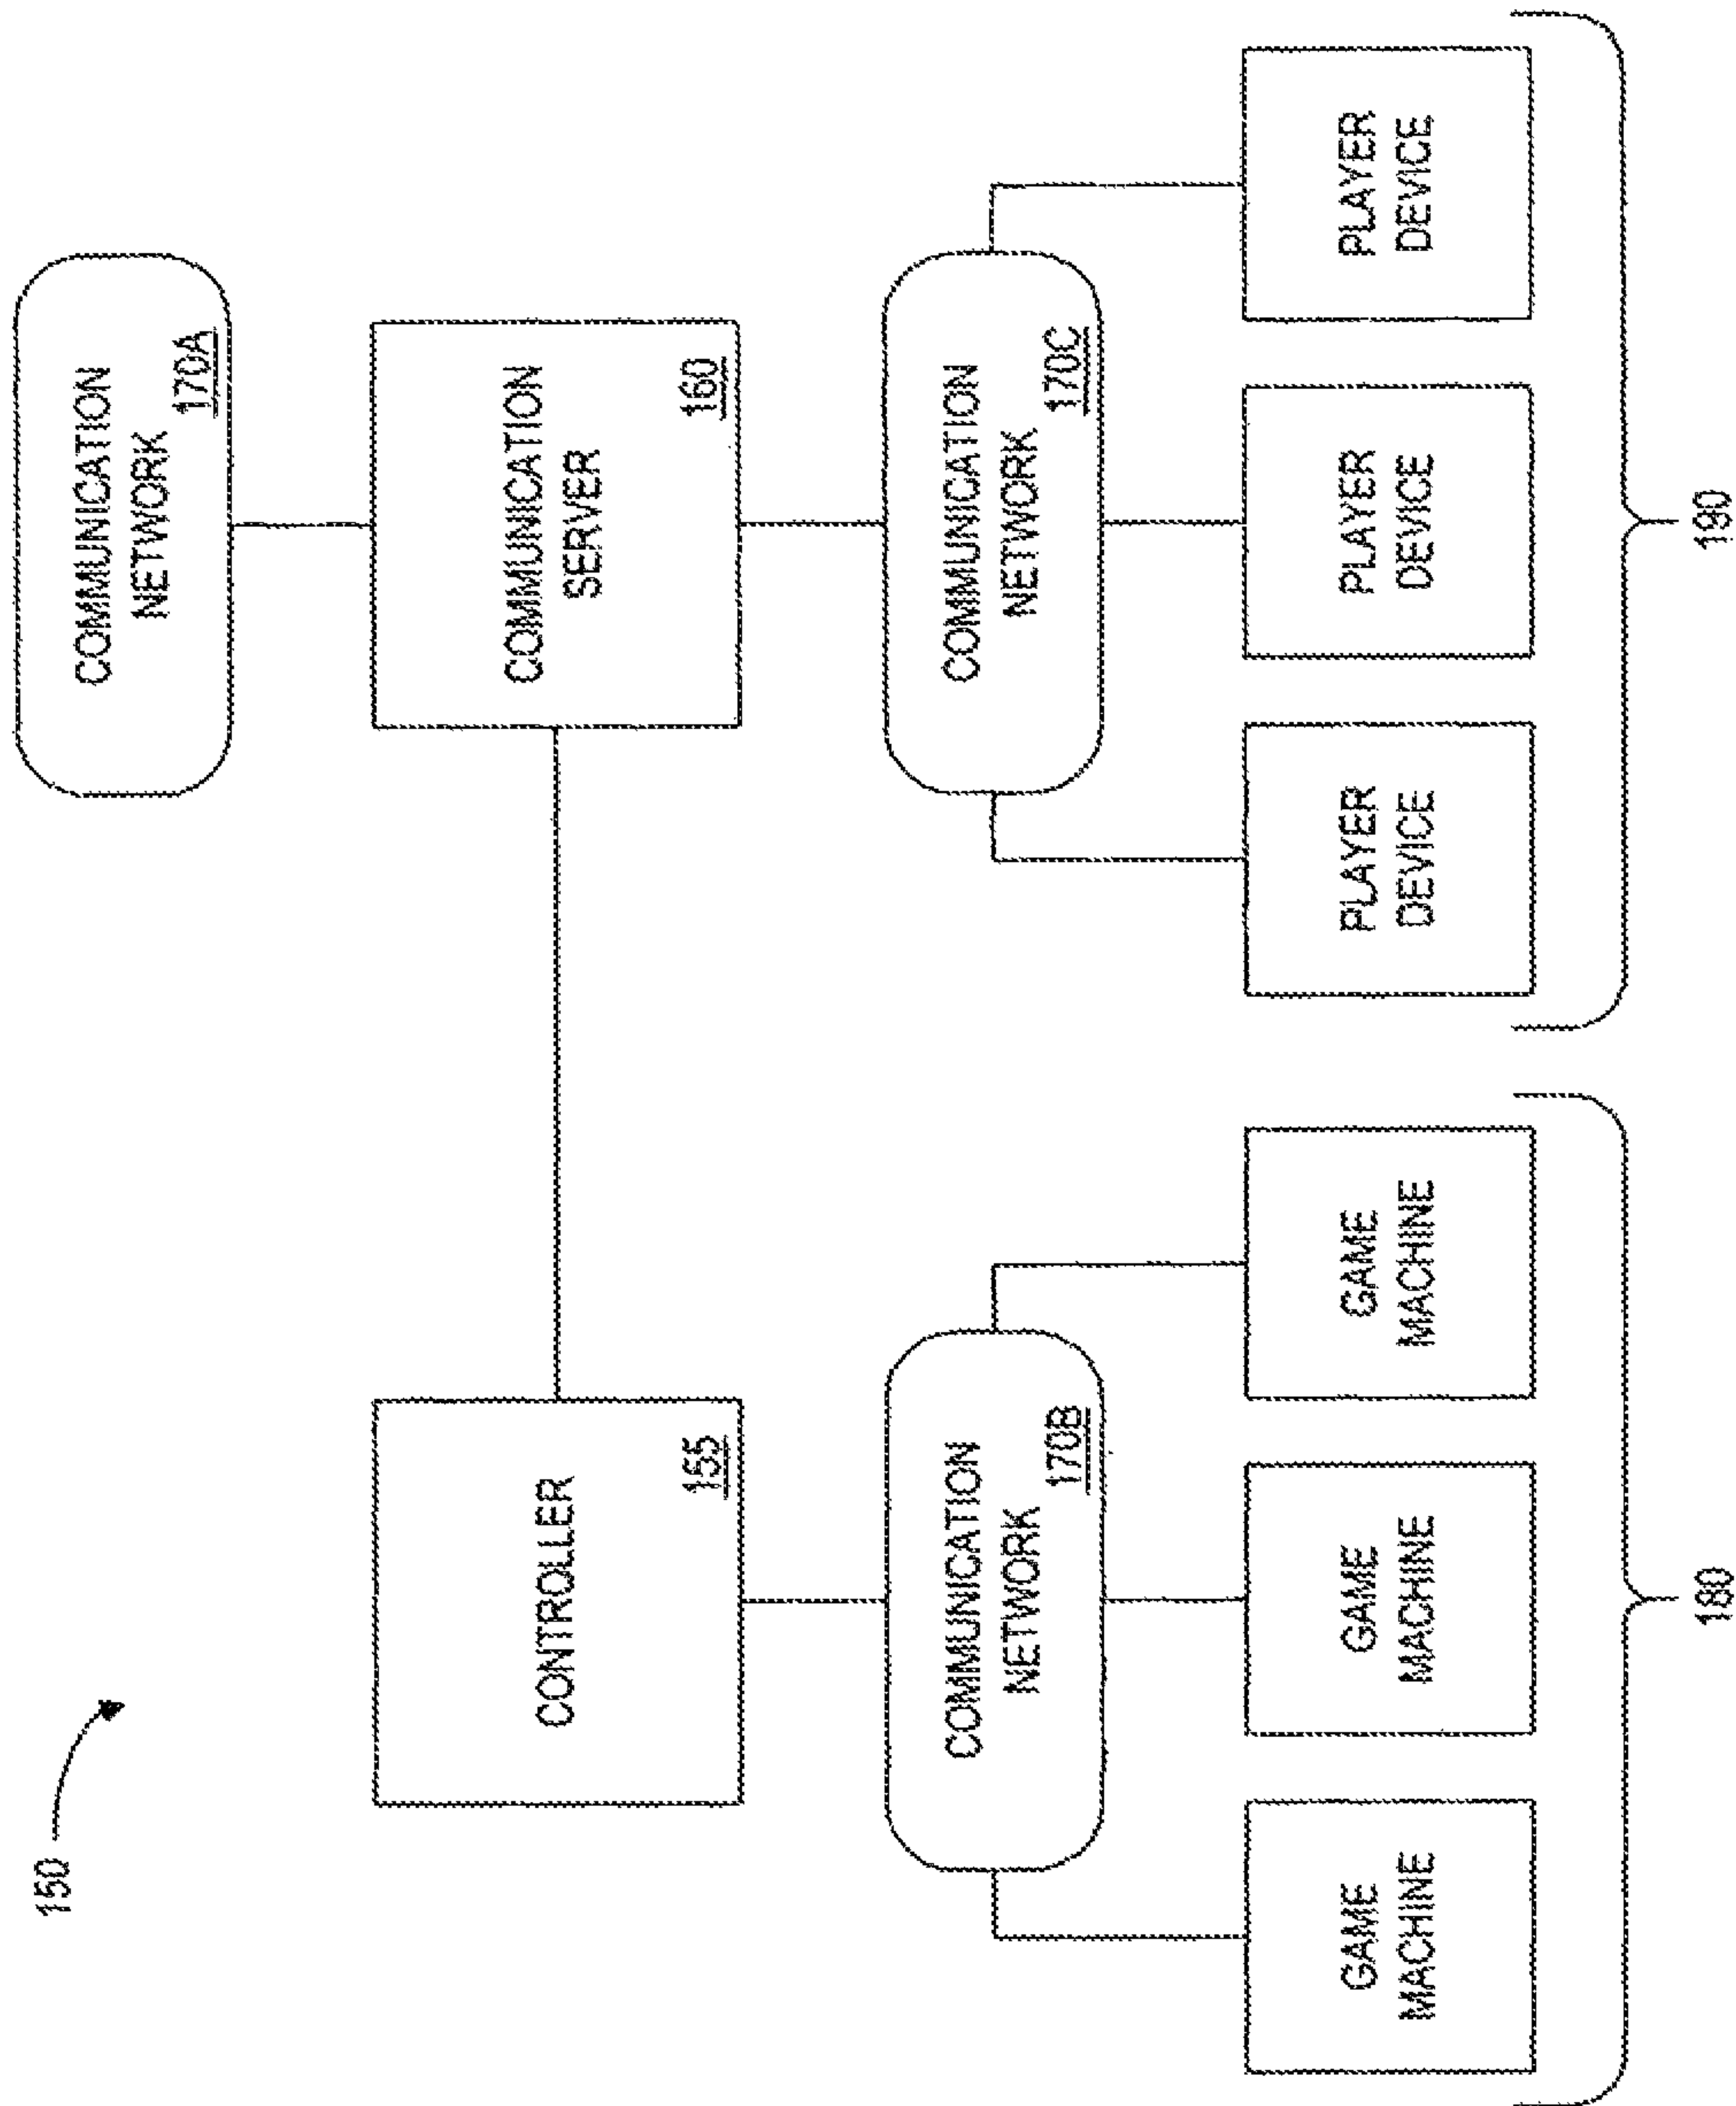 150
COMMUNICATION
NETWORK
170A
CONTROLLER
155
COMMUNICATION
SERVER
160
COMMUNICATION
NETWORK
170B
COMMUNICATION
NETWORK
170C
GAME
MACHINE
GAME
MACHINE
GAME
MACHINE
PLAYER
DEVICE
PLAYER
DEVICE
PLAYER
DEVICE
180
190